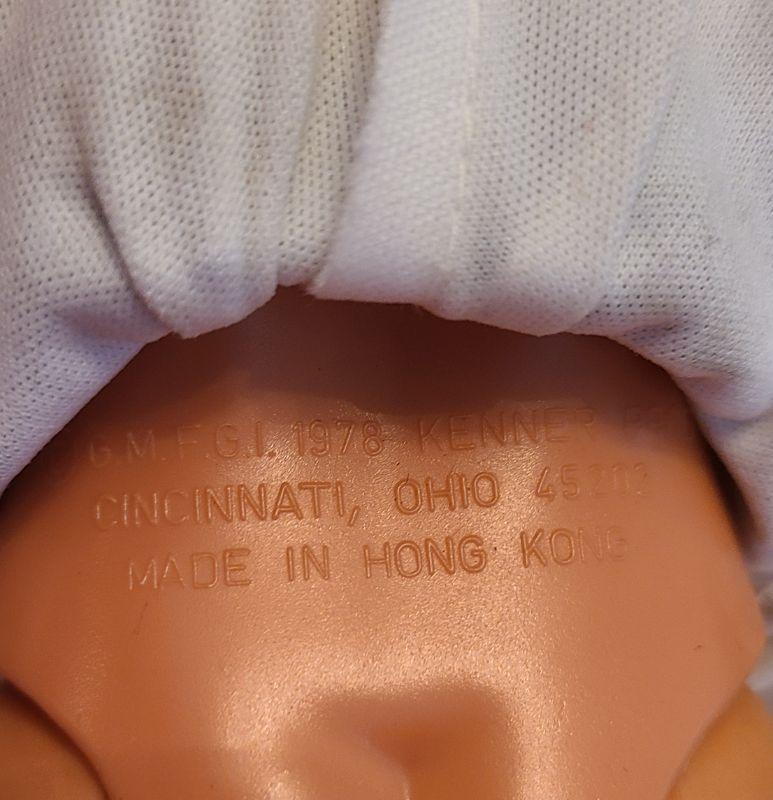 © G.M.F.G.I. 1978 KENNER
CINCINNATI, OHIO 45202
MADE IN HONG KONG